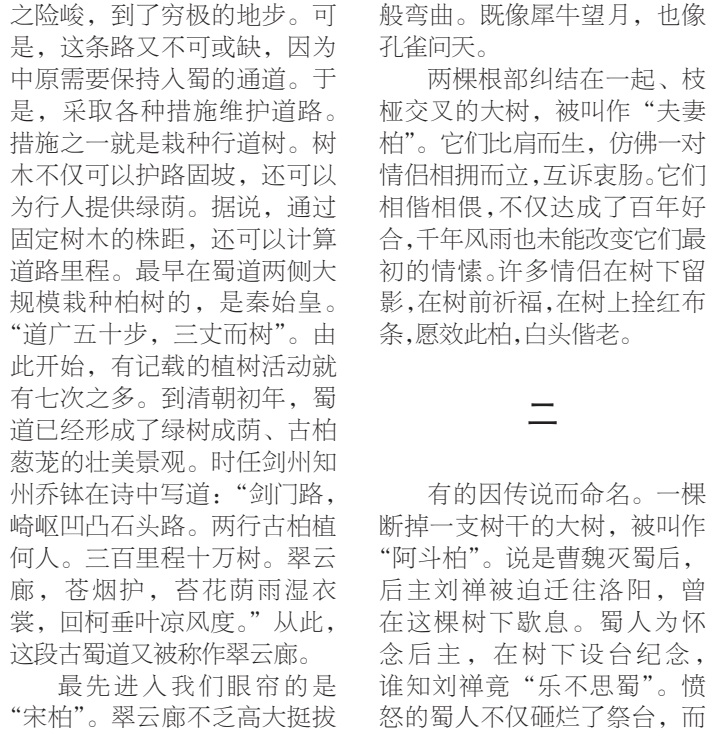 之险峻，到了穷极的地步。可
是，这条路又不可或缺，因为
中原需要保持入蜀的通道。于
是，采取各种措施维护道路。
措施之一就是栽种行道树。树
木不仅可以护路固坡，还可以
为行人提供绿荫。据说，通过
固定树木的株距，还可以计算
道路里程。最早在蜀道两侧大
规模栽种柏树的，是秦始皇。
“道广五十步，三丈而树”。由
此开始，有记载的植树活动就
有七次之多。到清朝初年，蜀
道已经形成了绿树成荫、古柏
葱茏的壮美景观。时任剑州知
州乔钵在诗中写道：“剑门路，
崎岖凹凸石头路。两行古柏植
何人。三百里程十万树。翠云
廊，苍烟护，苔花荫雨湿衣
裳，回柯垂叶凉风度。”从此，
这段古蜀道又被称作翠云廊。
最先进入我们眼帘的是
“宋柏”。翠云廊不乏高大挺拔
般弯曲。既像犀牛望月，也像
孔雀问天。
两棵根部纠结在一起、枝
桠交叉的大树，被叫作“夫妻
柏”。它们比肩而生，仿佛一对
情侣相拥而立，互诉衷肠。它们
相偕相偎，不仅达成了百年好
合，千年风雨也未能改变它们最
初的情愫。许多情侣在树下留
影，在树前祈福，在树上拴红布
条，愿效此柏，白头偕老。
二
有的因传说而命名。一棵
断掉一支树干的大树，被叫作
“阿斗柏”。说是曹魏灭蜀后，
后主刘禅被迫迁往洛阳，曾
在这棵树下歇息。蜀人为怀
念后主，在树下设台纪念，
谁知刘禅竟“乐不思蜀”。愤
怒的蜀人不仅砸烂了祭台，而